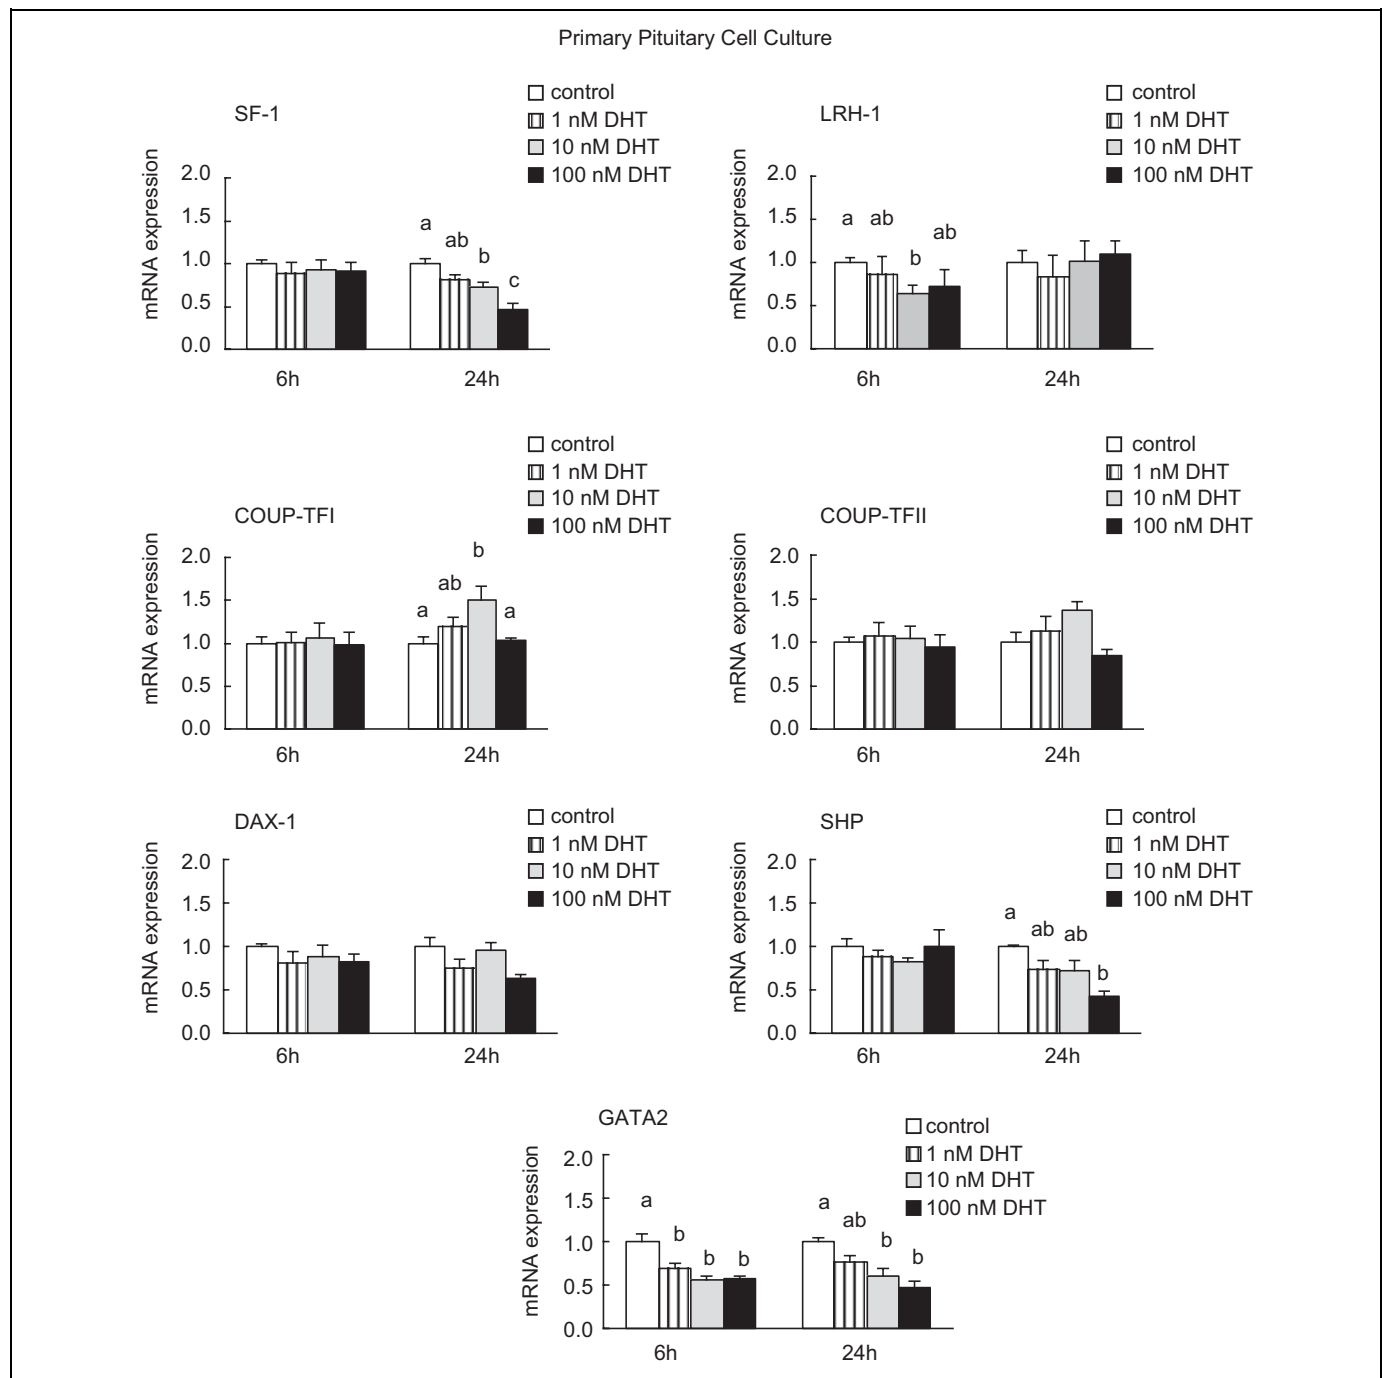 Primary Pituitary Cell Culture
SF-1
control
1 nM DHT
10 nM DHT
100 nM DHT
mRNA expression
2.0
1.5
1.0
0.5
0.0
a
ab
b
c
6h
24h
LRH-1
control
1 nM DHT
10 nM DHT
100 nM DHT
mRNA expression
2.0
1.5
1.0
0.5
0.0
a
ab
b
ab
6h
24h
COUP-TFI
control
1 nM DHT
10 nM DHT
100 nM DHT
mRNA expression
2.0
1.5
1.0
0.5
0.0
a
ab
b
a
6h
24h
COUP-TFII
control
1 nM DHT
10 nM DHT
100 nM DHT
mRNA expression
2.0
1.5
1.0
0.5
0.0
6h
24h
DAX-1
control
1 nM DHT
10 nM DHT
100 nM DHT
mRNA expression
2.0
1.5
1.0
0.5
0.0
6h
24h
SHP
control
1 nM DHT
10 nM DHT
100 nM DHT
mRNA expression
2.0
1.5
1.0
0.5
0.0
a
ab
ab
b
6h
24h
GATA2
control
1 nM DHT
10 nM DHT
100 nM DHT
mRNA expression
2.0
1.5
1.0
0.5
0.0
a
b
b
b
a
ab
b
b
6h
24h